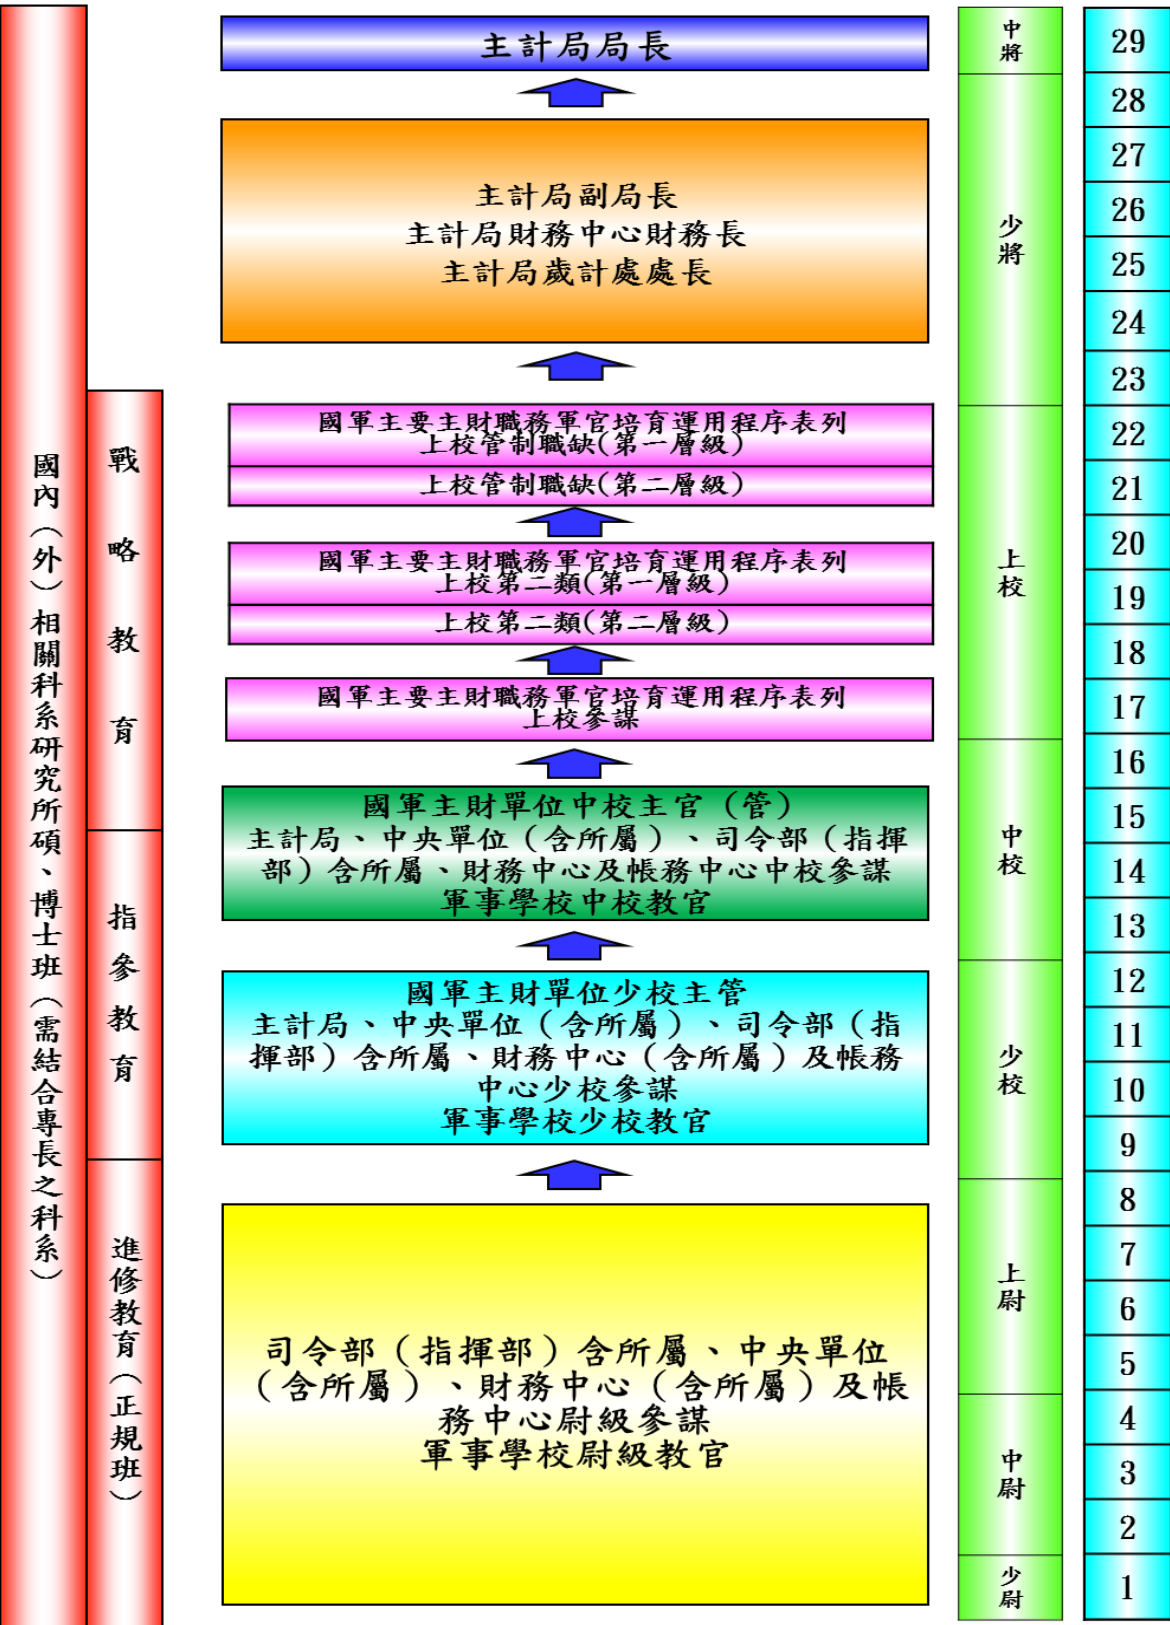 國內（外）相關科系研究所碩、博士班（需結合專長之科系）
戰略教育
指參教育
進修教育（正規班）
主計局局長
主計局副局長
主計局財務中心財務長
主計局歲計處處長
國軍主要主財職務軍官培育運用程序表列
上校管制職缺(第一層級)
上校管制職缺(第二層級)
國軍主要主財職務軍官培育運用程序表列
上校第二類(第一層級)
上校第二類(第二層級)
國軍主要主財職務軍官培育運用程序表列
上校參謀
國軍主財單位中校主官（管）
主計局、中央單位（含所屬）、司令部（指揮
部）含所屬、財務中心及帳務中心中校參謀
軍事學校中校教官
國軍主財單位少校主管
主計局、中央單位（含所屬）、司令部（指
揮部）含所屬、財務中心（含所屬）及帳務
中心少校參謀
軍事學校少校教官
司令部（指揮部）含所屬、中央單位
（含所屬）、財務中心（含所屬）及帳
務中心尉級參謀
軍事學校尉級教官
中將
少將
上校
中校
少校
上尉
中尉
少尉
29
28
27
26
25
24
23
22
21
20
19
18
17
16
15
14
13
12
11
10
9
8
7
6
5
4
3
2
1